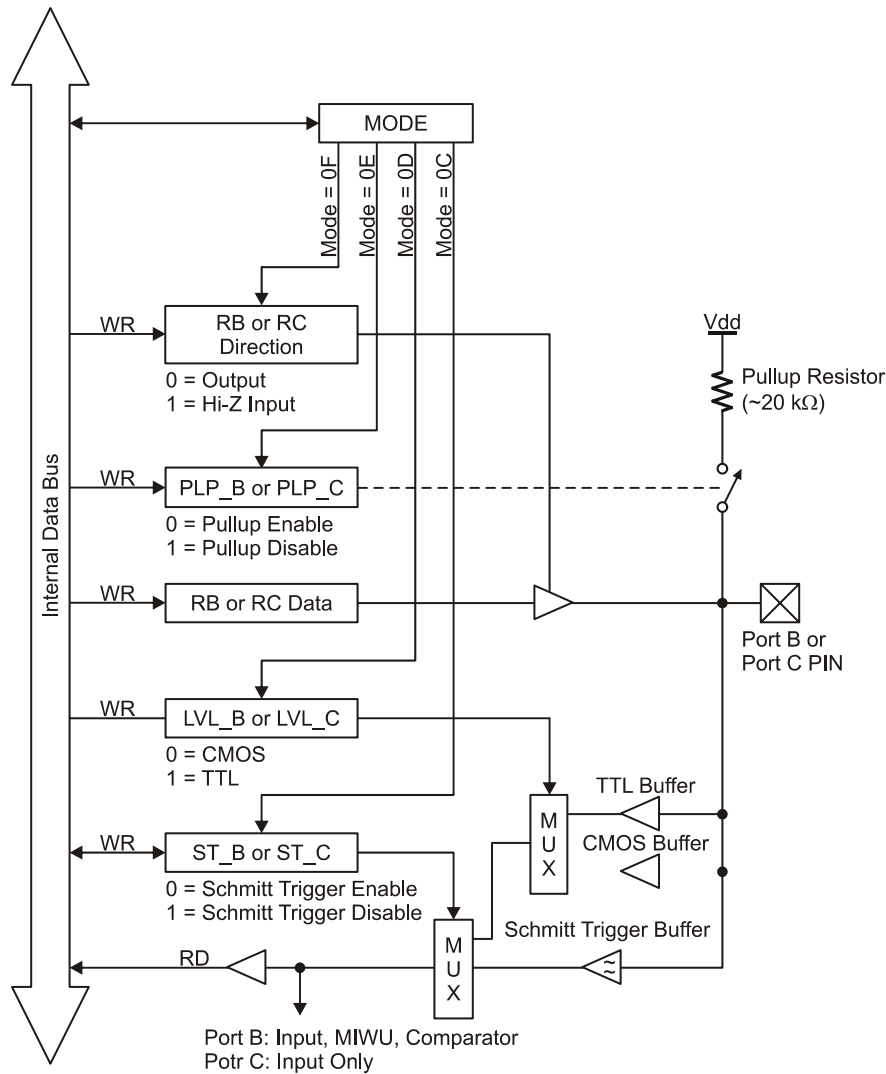 MODE
Mode = 0F
Mode = 0E
Mode = 0D
Mode = 0C
Internal Data Bus
WR
RB or RC
Direction
0 = Output
1 = Hi-Z Input
Vdd
Pullup Resistor
(~20 kΩ)
WR
PLP_B or PLP_C
0 = Pullup Enable
1 = Pullup Disable
WR
RB or RC Data
Port B or
Port C PIN
WR
LVL_B or LVL_C
0 = CMOS
1 = TTL
MUX
TTL Buffer
CMOS Buffer
WR
ST_B or ST_C
0 = Schmitt Trigger Enable
1 = Schmitt Trigger Disable
MUX
Schmitt Trigger Buffer
RD
Port B: Input, MIWU, Comparator
Potr C: Input Only